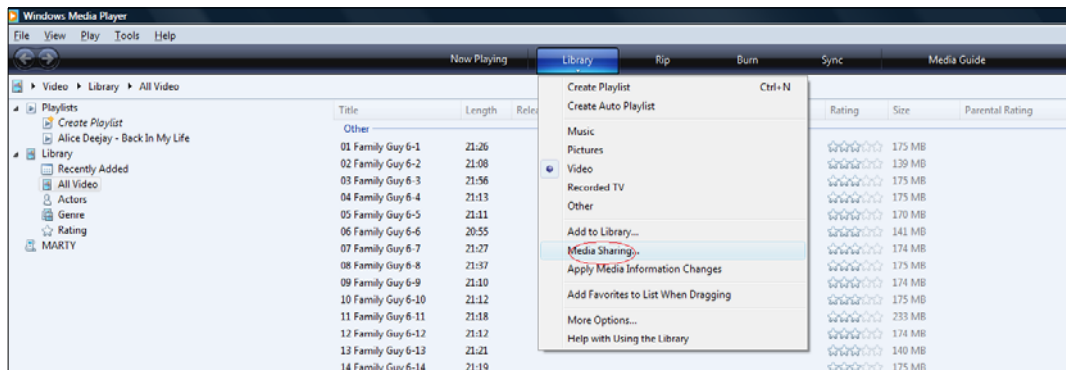 Windows Media Player
File View Play Tools Help
Now Playing Library Rip Burn Sync Media Guide
Video Library All Video
Playlists
Create Playlist
Alice Deejay - Back In My Life
Library
Recently Added
All Video
Actors
Genre
Rating
MARTY
Title Length Rating Size Parental Rating
Other
01 Family Guy 6-1 21:26 175 MB
02 Family Guy 6-2 21:08 139 MB
03 Family Guy 6-3 21:56 175 MB
04 Family Guy 6-4 21:13 175 MB
05 Family Guy 6-5 21:11 170 MB
06 Family Guy 6-6 20:55 141 MB
07 Family Guy 6-7 21:27 174 MB
08 Family Guy 6-8 21:37 175 MB
09 Family Guy 6-9 21:10 174 MB
10 Family Guy 6-10 21:12 175 MB
11 Family Guy 6-11 21:18 233 MB
12 Family Guy 6-12 21:12 174 MB
13 Family Guy 6-13 21:21 140 MB
14 Family Guy 6-14 21:19 175 MB
Create Playlist Ctrl+N
Create Auto Playlist
Music
Pictures
Video
Recorded TV
Other
Add to Library...
Media Sharing...
Apply Media Information Changes
Add Favorites to List When Dragging
More Options...
Help with Using the Library